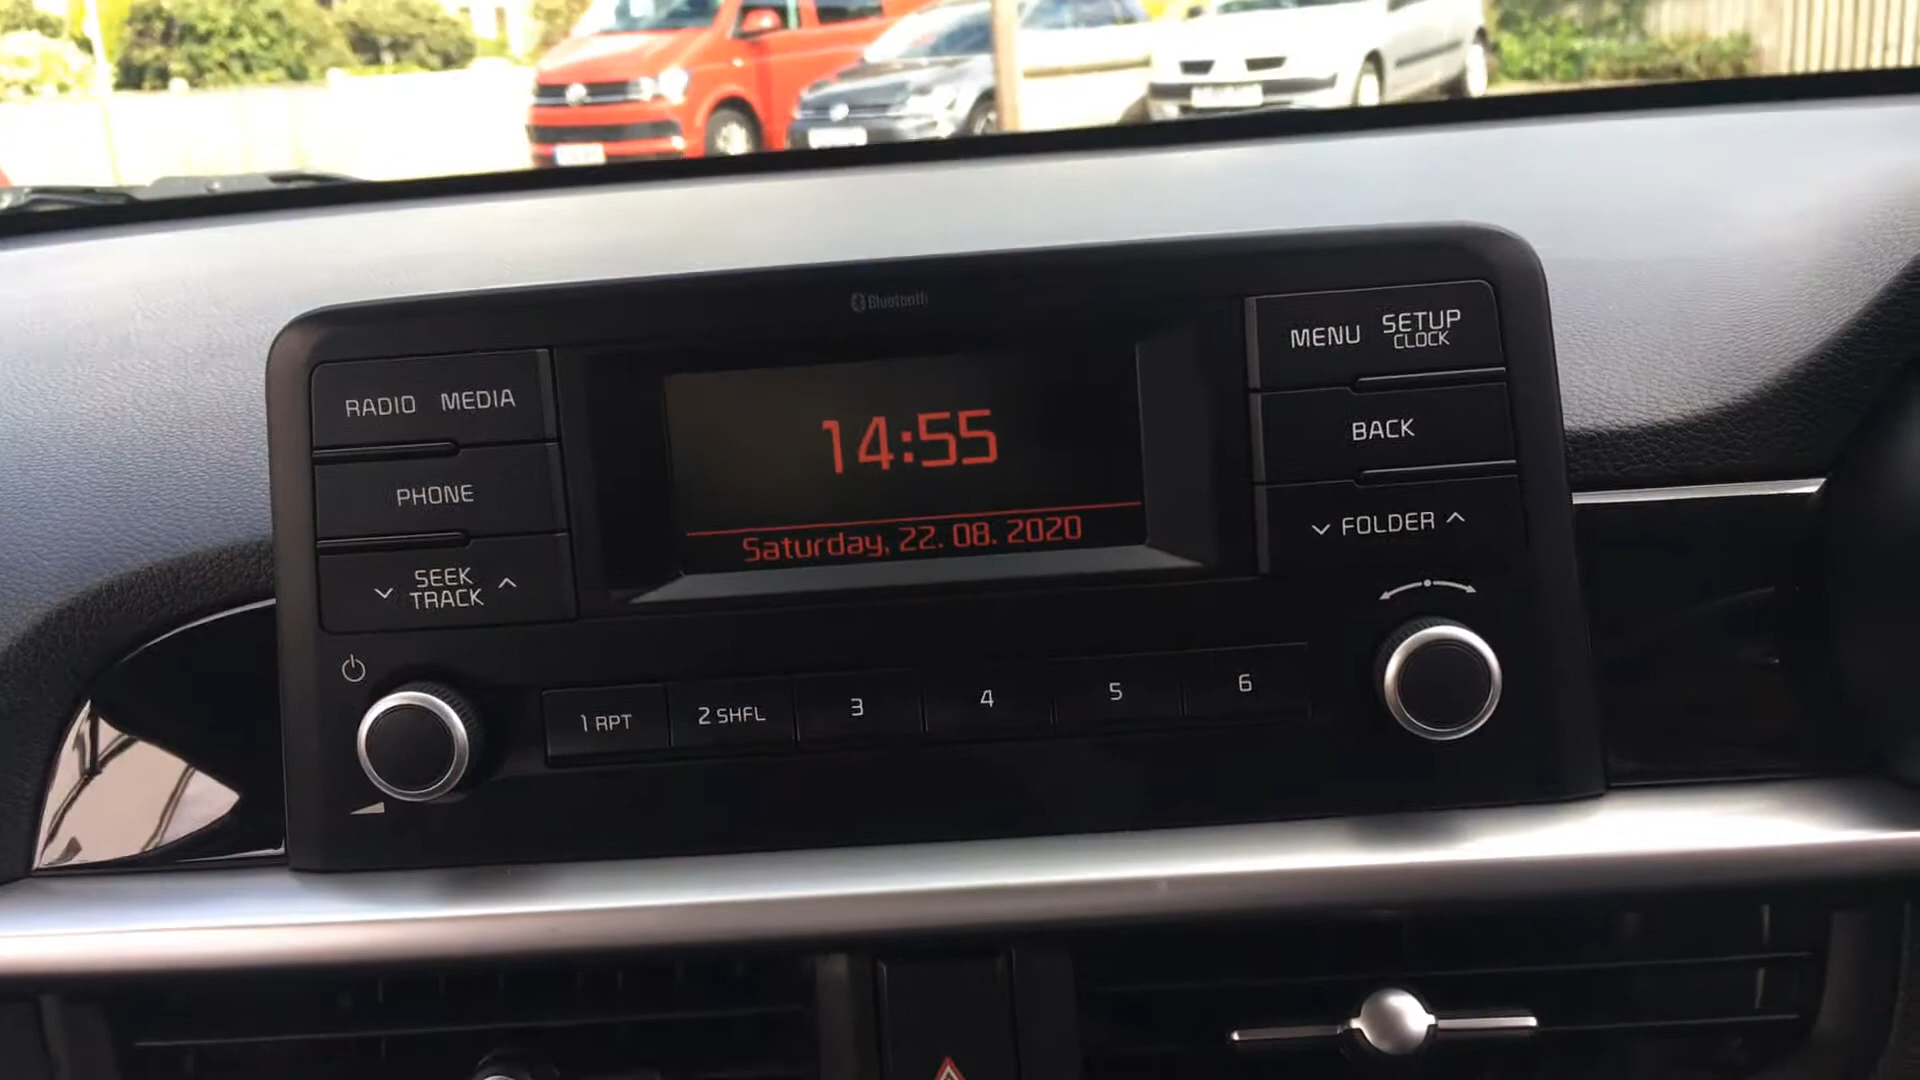 Bluetooth
RADIO MEDIA
PHONE
SEEK
TRACK
14:55
Saturday, 22. 08. 2020
MENU SETUP
CLOCK
BACK
FOLDER
1 RPT
2 SHFL
3
4
5
6